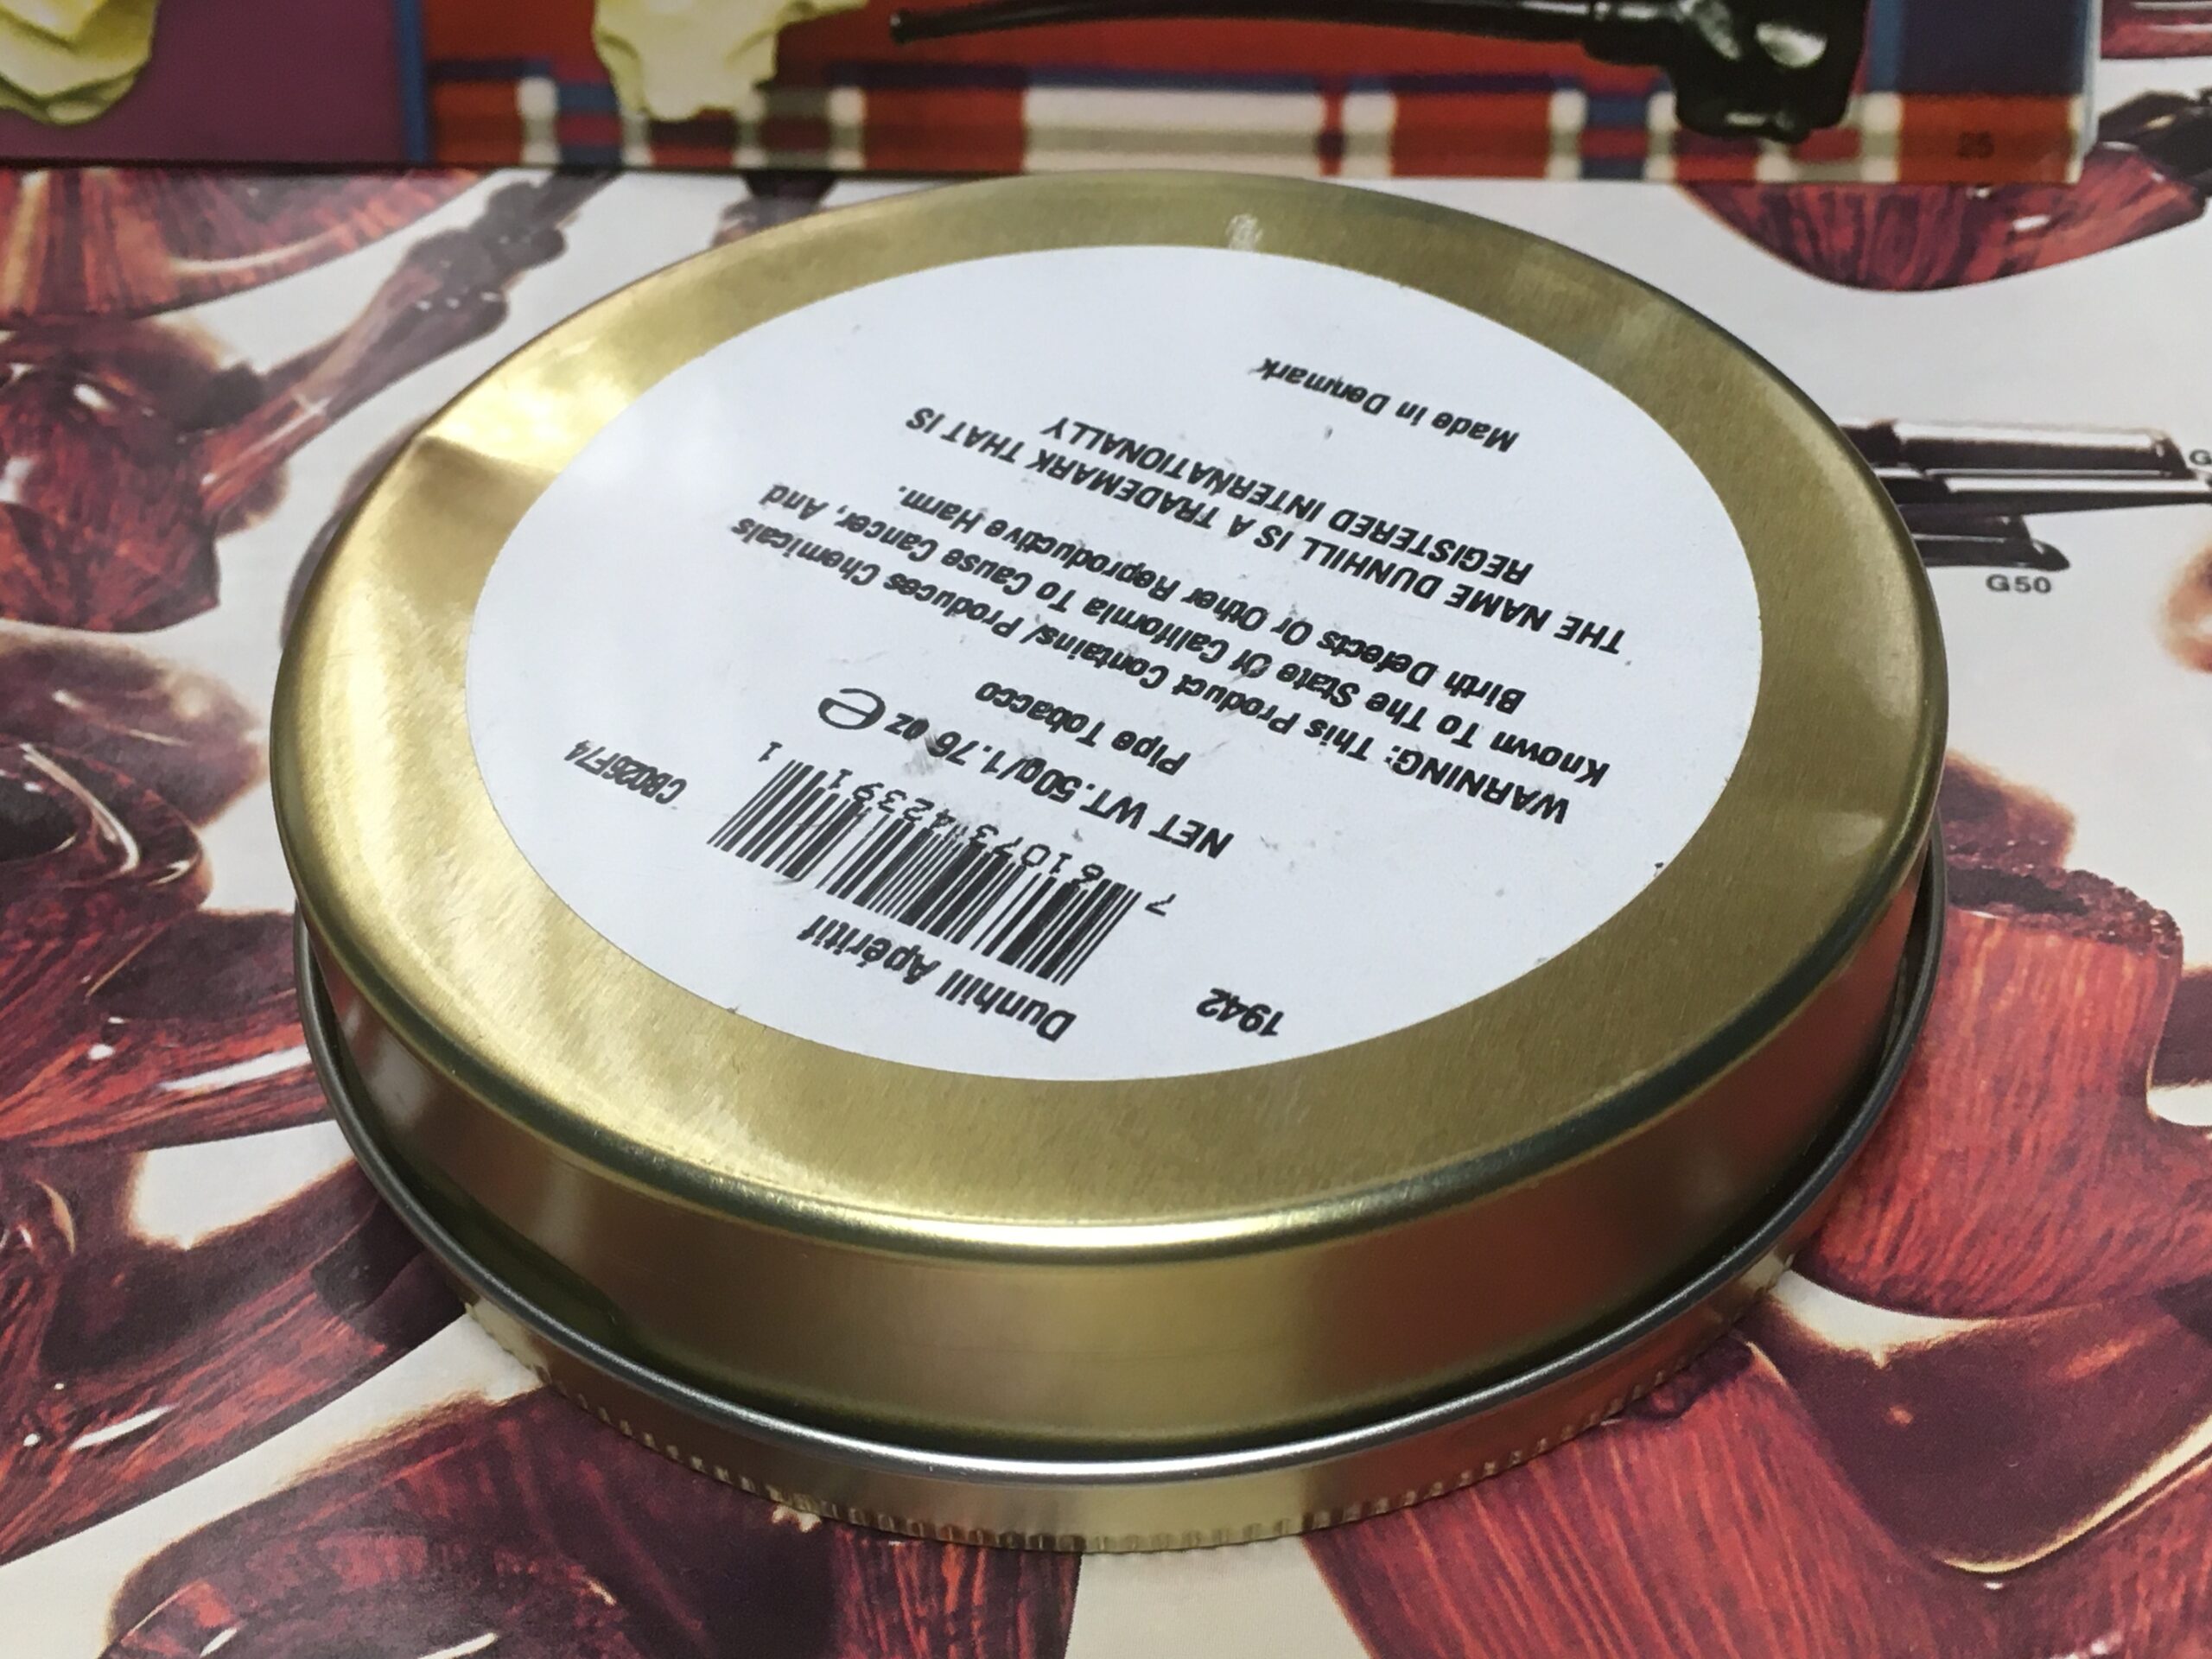 1942
Dunhill Apéritif
7 61073 42391 1
CB026F74
NET WT.50g/1.76 oz e
Pipe Tobacco
WARNING: This Product Contains/ Produces Chemicals
Known To The State Of California To Cause Cancer, And
Birth Defects Or Other Reproductive Harm.
THE NAME DUNHILL IS A TRADEMARK THAT IS
REGISTERED INTERNATIONALLY
Made in Denmark
25
G50